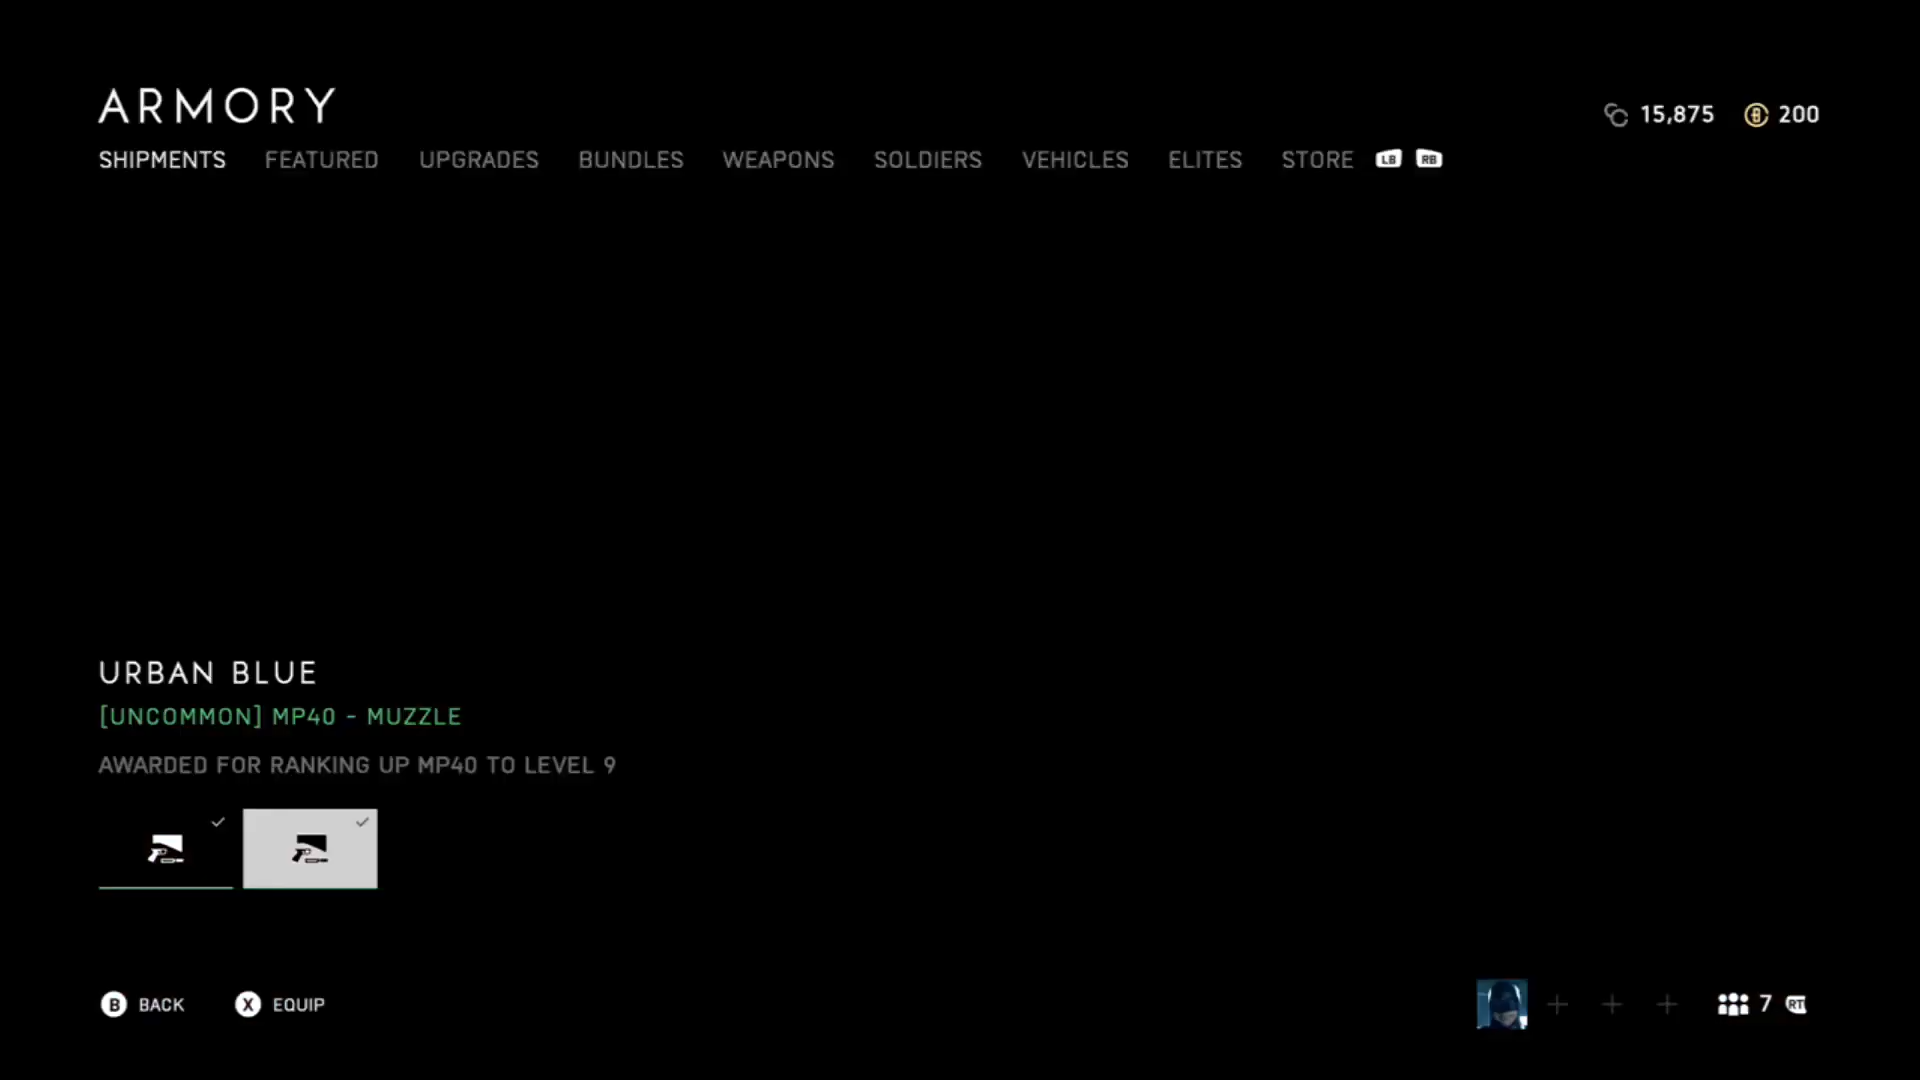 ARMORY
15,875 200
SHIPMENTS FEATURED UPGRADES BUNDLES WEAPONS SOLDIERS VEHICLES ELITES STORE LB RB
URBAN BLUE
[UNCOMMON] MP40 - MUZZLE
AWARDED FOR RANKING UP MP40 TO LEVEL 9
B BACK X EQUIP 7 RT